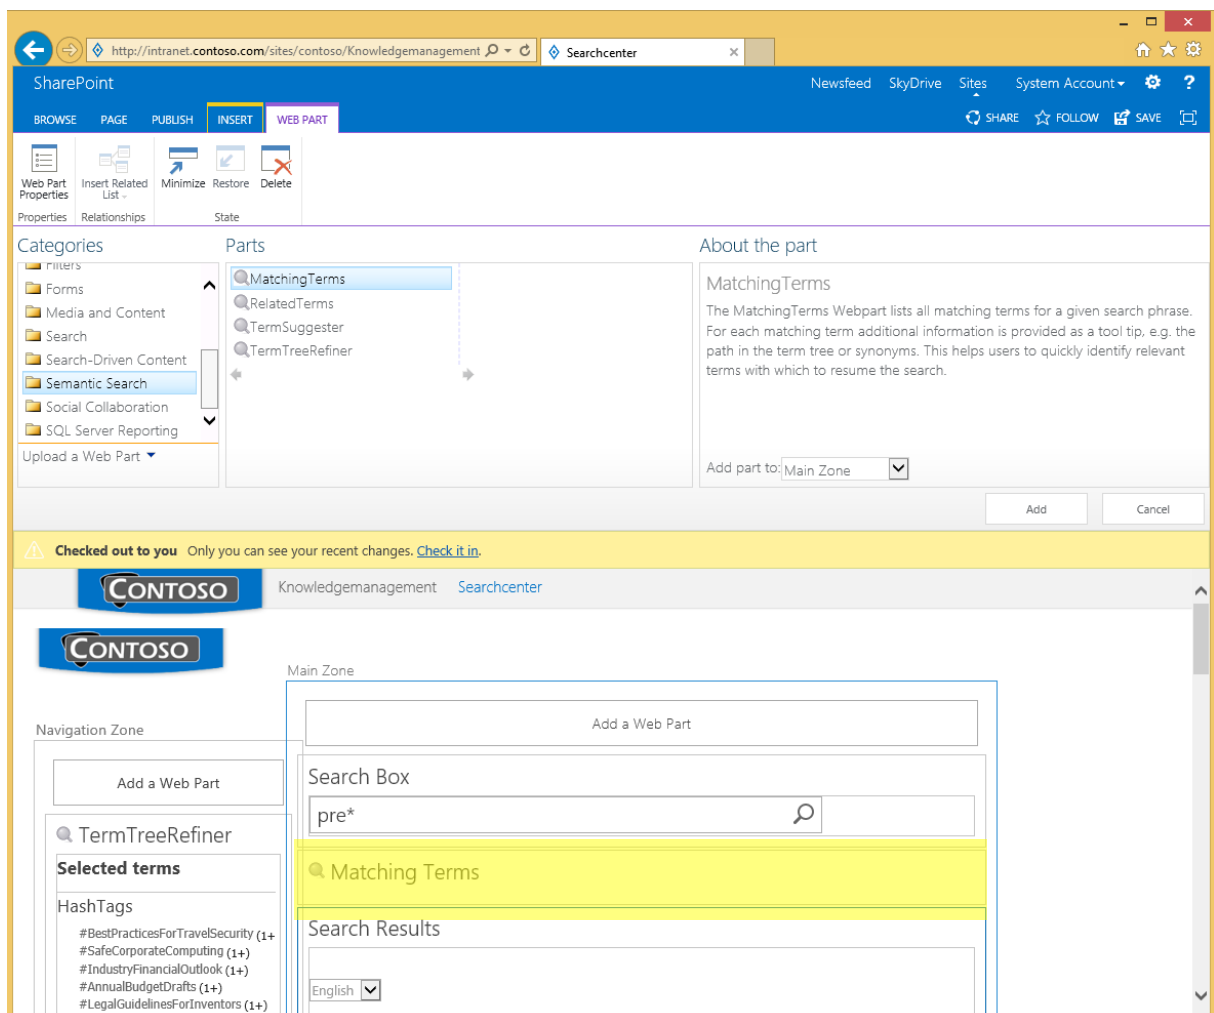 http://intranet.contoso.com/sites/contoso/Knowledgemanagement
Searchcenter
SharePoint
Newsfeed SkyDrive Sites System Account ?
BROWSE PAGE PUBLISH INSERT WEB PART
SHARE FOLLOW SAVE
Web Part Properties
Insert Related List
Minimize
Restore
Delete
Properties Relationships State
Categories
Filters
Forms
Media and Content
Search
Search-Driven Content
Semantic Search
Social Collaboration
SQL Server Reporting
Upload a Web Part
Parts
MatchingTerms
RelatedTerms
TermSuggester
TermTreeRefiner
About the part
MatchingTerms
The MatchingTerms Webpart lists all matching terms for a given search phrase.
For each matching term additional information is provided as a tool tip, e.g. the
path in the term tree or synonyms. This helps users to quickly identify relevant
terms with which to resume the search.
Add part to: Main Zone
Add Cancel
Checked out to you Only you can see your recent changes. Check it in.
CONTOSO Knowledgemanagement Searchcenter
CONTOSO
Navigation Zone
Add a Web Part
TermTreeRefiner
Selected terms
HashTags
#BestPracticesForTravelSecurity (1+
#SafeCorporateComputing (1+)
#IndustryFinancialOutlook (1+)
#AnnualBudgetDrafts (1+)
#LegalGuidelinesForInventors (1+)
Main Zone
Add a Web Part
Search Box
pre*
Matching Terms
Search Results
English